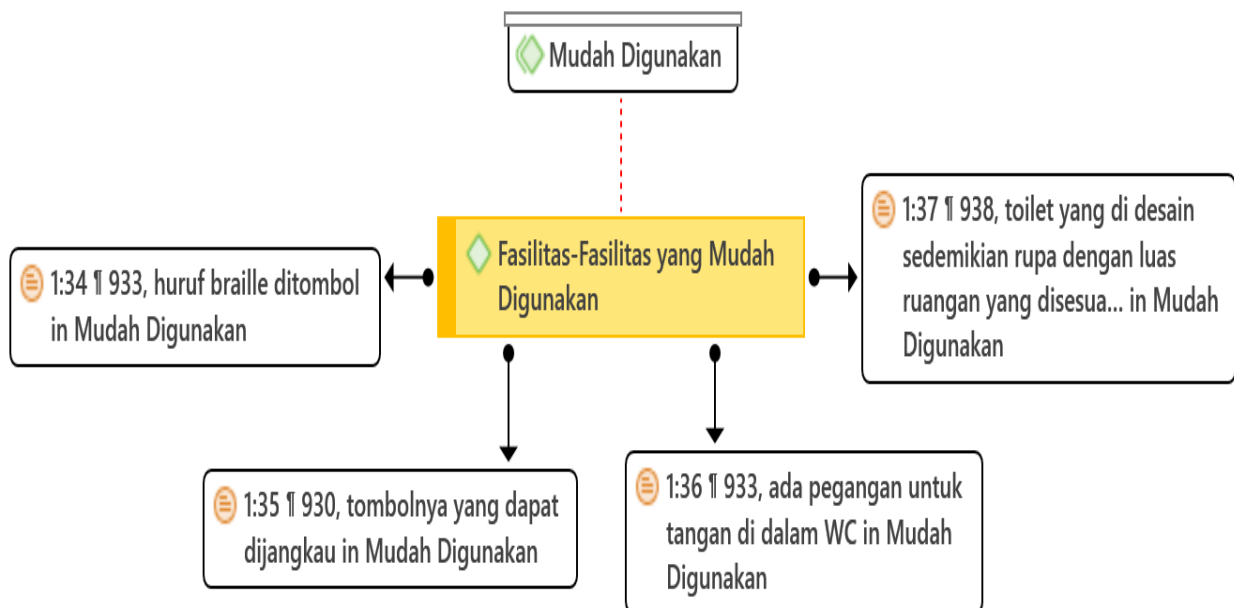 Mudah Digunakan
Fasilitas-Fasilitas yang Mudah
Digunakan
1:37 ¶ 938, toilet yang di desain
sedemikian rupa dengan luas
ruangan yang disesua... in Mudah
Digunakan
1:34 ¶ 933, huruf braille ditombol
in Mudah Digunakan
1:35 ¶ 930, tombolnya yang dapat
dijangkau in Mudah Digunakan
1:36 ¶ 933, ada pegangan untuk
tangan di dalam WC in Mudah
Digunakan